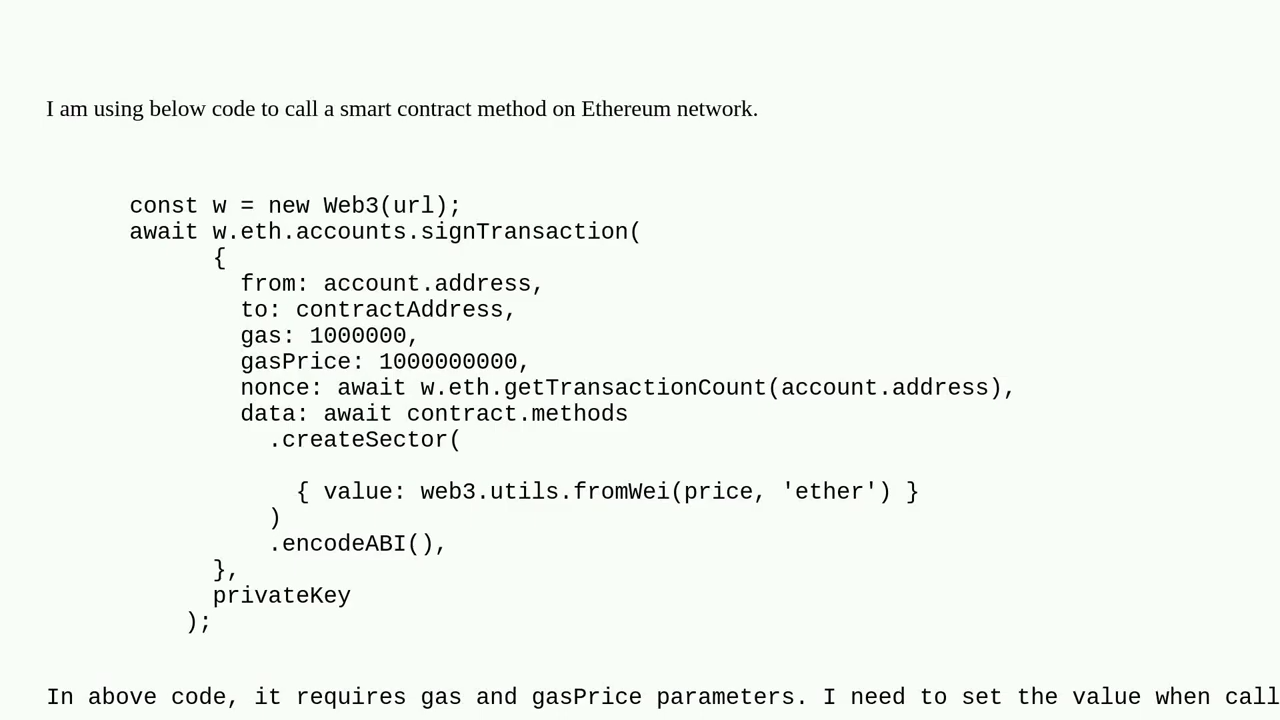 I am using below code to call a smart contract method on Ethereum network.
const w = new Web3(url);
await w.eth.accounts.signTransaction(
{
from: account.address,
to: contractAddress,
gas: 1000000,
gasPrice: 1000000000,
nonce: await w.eth.getTransactionCount(account.address),
data: await contract.methods
.createSector(
{ value: web3.utils.fromWei(price, 'ether') }
)
.encodeABI(),
},
privateKey
);
In above code, it requires gas and gasPrice parameters. I need to set the value when call